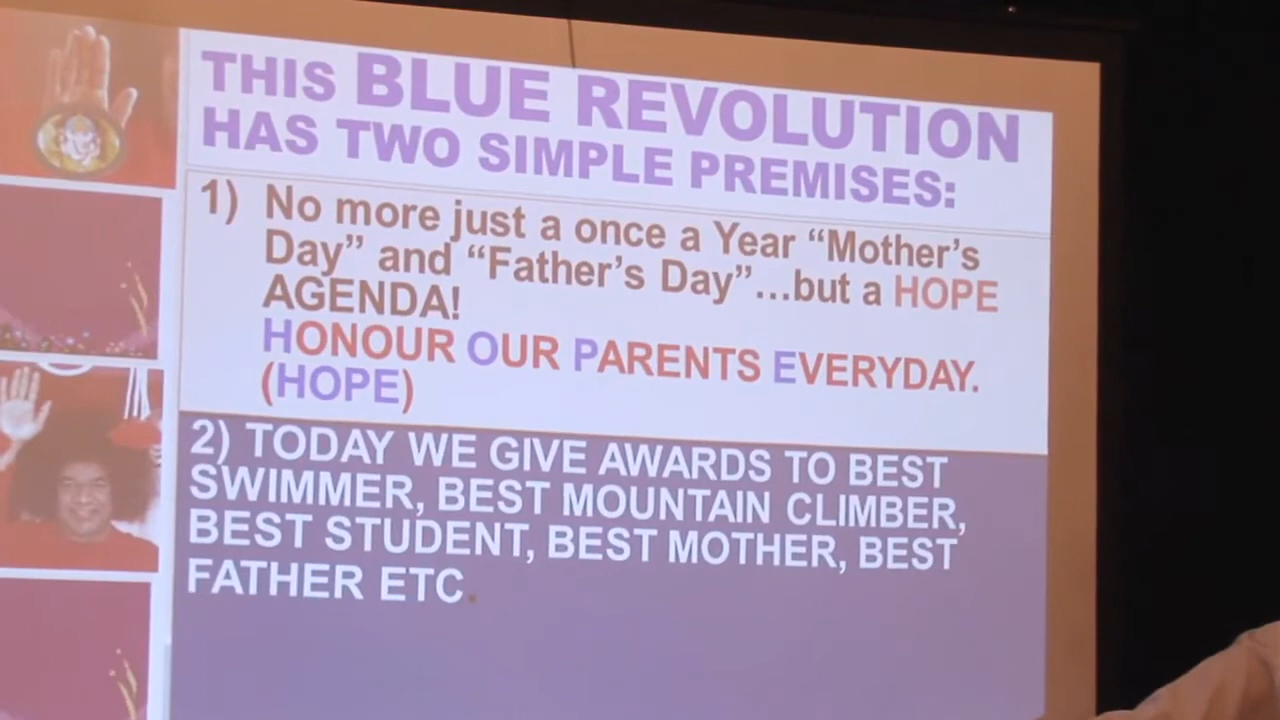 THIS BLUE REVOLUTION
HAS TWO SIMPLE PREMISES:
1) No more just a once a Year “Mother’s
Day” and “Father’s Day”...but a HOPE
AGENDA!
HONOUR OUR PARENTS EVERYDAY.
(HOPE)
2) TODAY WE GIVE AWARDS TO BEST
SWIMMER, BEST MOUNTAIN CLIMBER,
BEST STUDENT, BEST MOTHER, BEST
FATHER ETC.